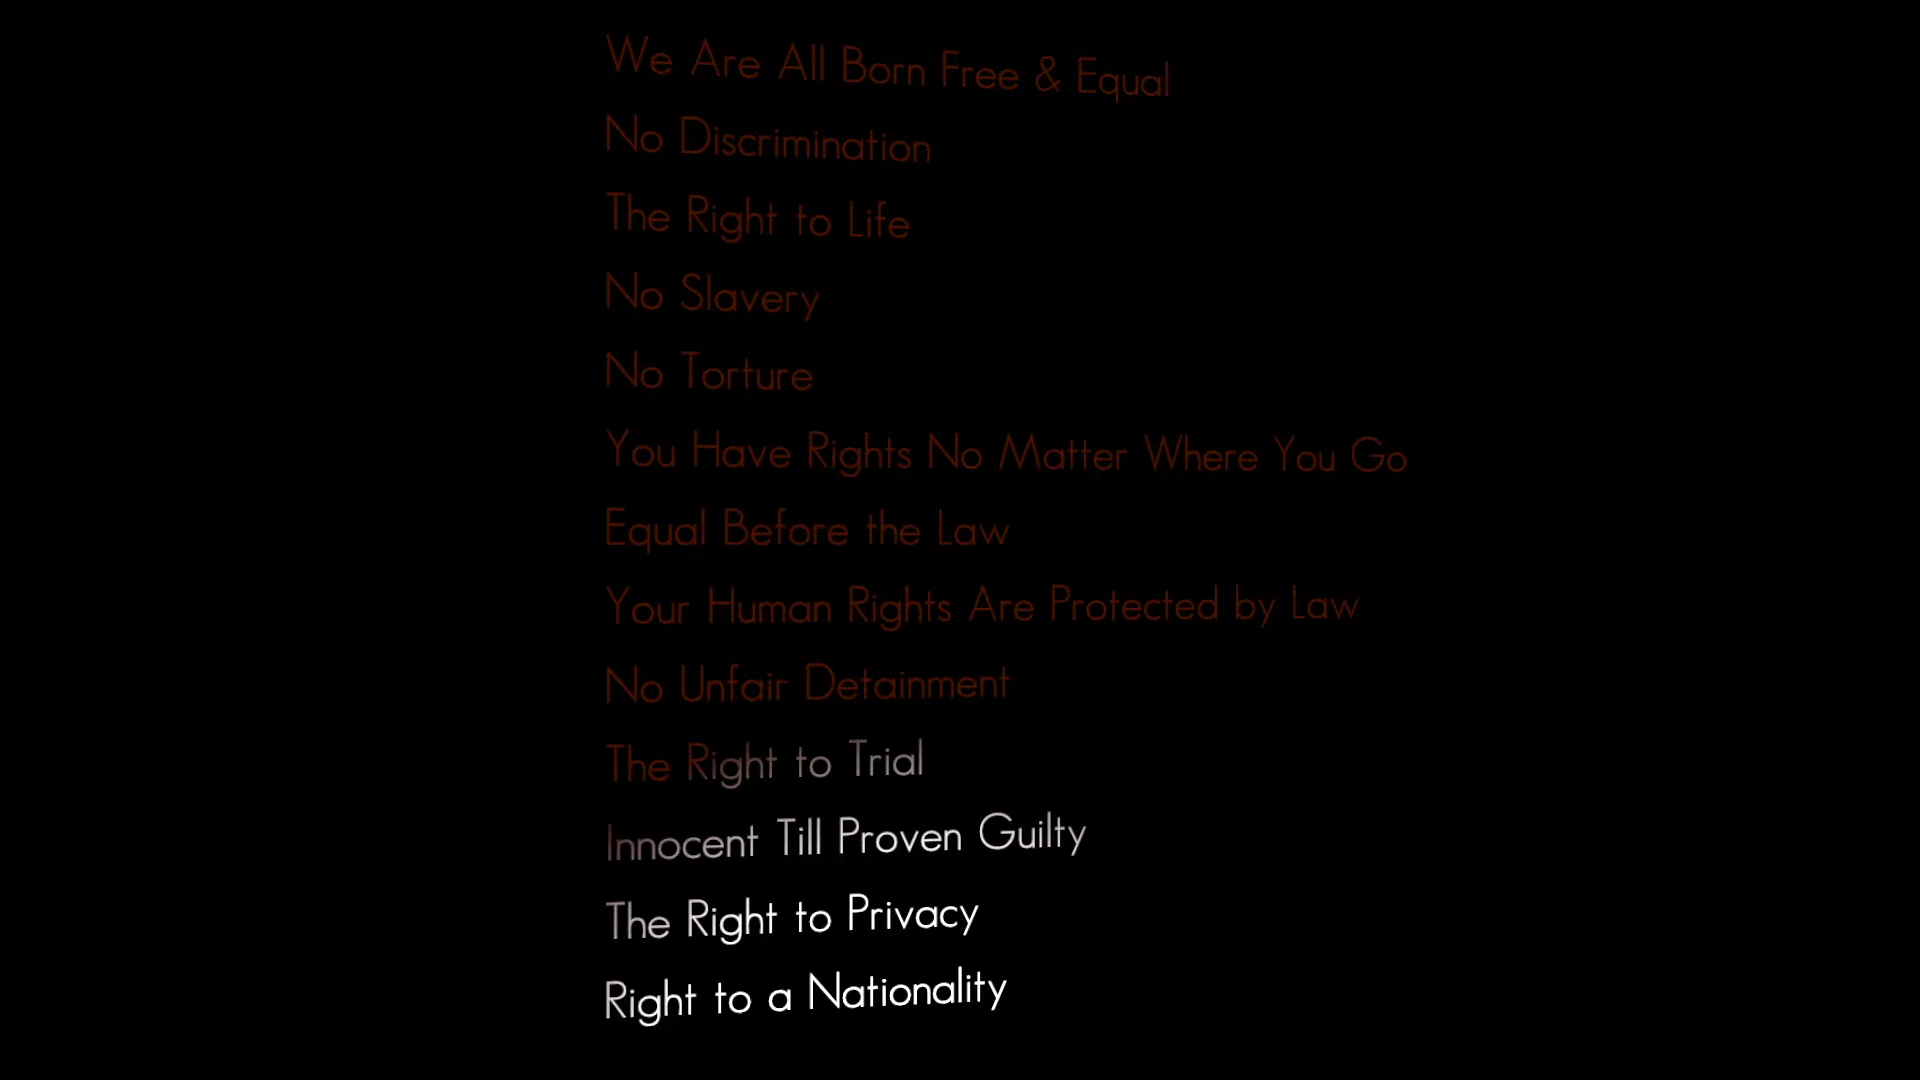 We Are All Born Free & Equal
No Discrimination
The Right to Life
No Slavery
No Torture
You Have Rights No Matter Where You Go
Equal Before the Law
Your Human Rights Are Protected by Law
No Unfair Detainment
The Right to Trial
Innocent Till Proven Guilty
The Right to Privacy
Right to a Nationality